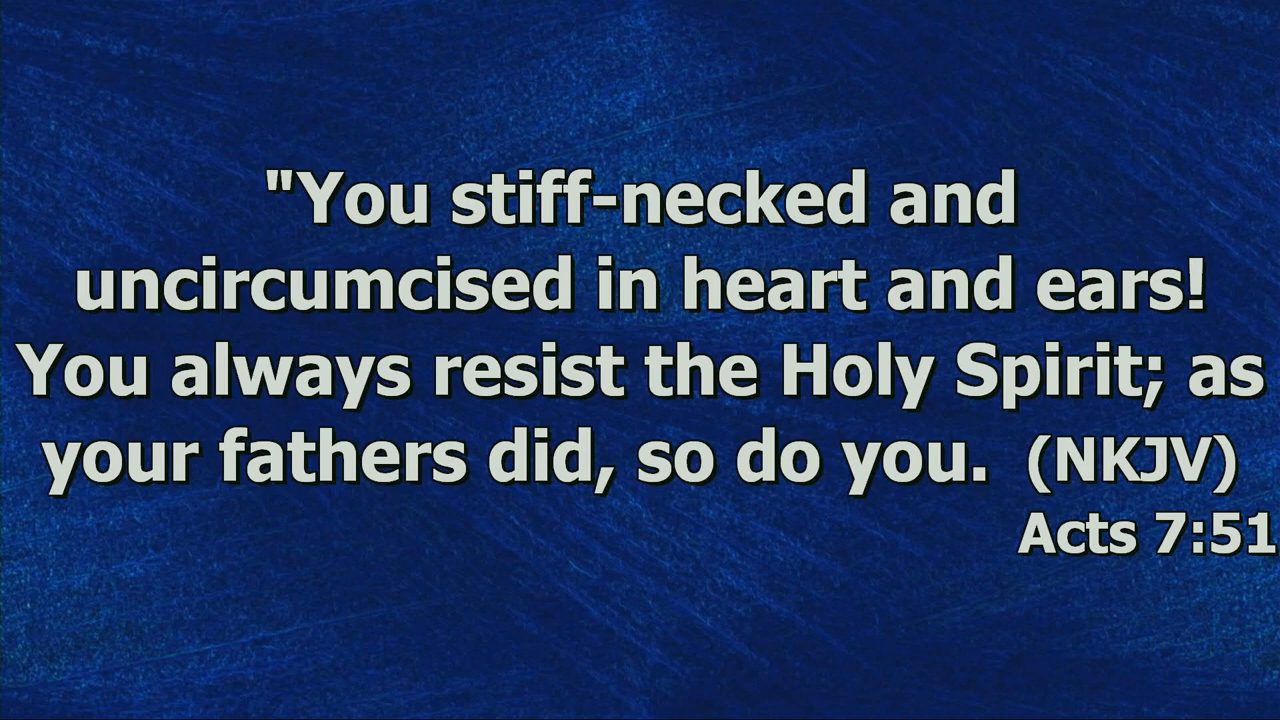 "You stiff-necked and
uncircumcised in heart and ears!
You always resist the Holy Spirit; as
your fathers did, so do you. (NKJV)
Acts 7:51